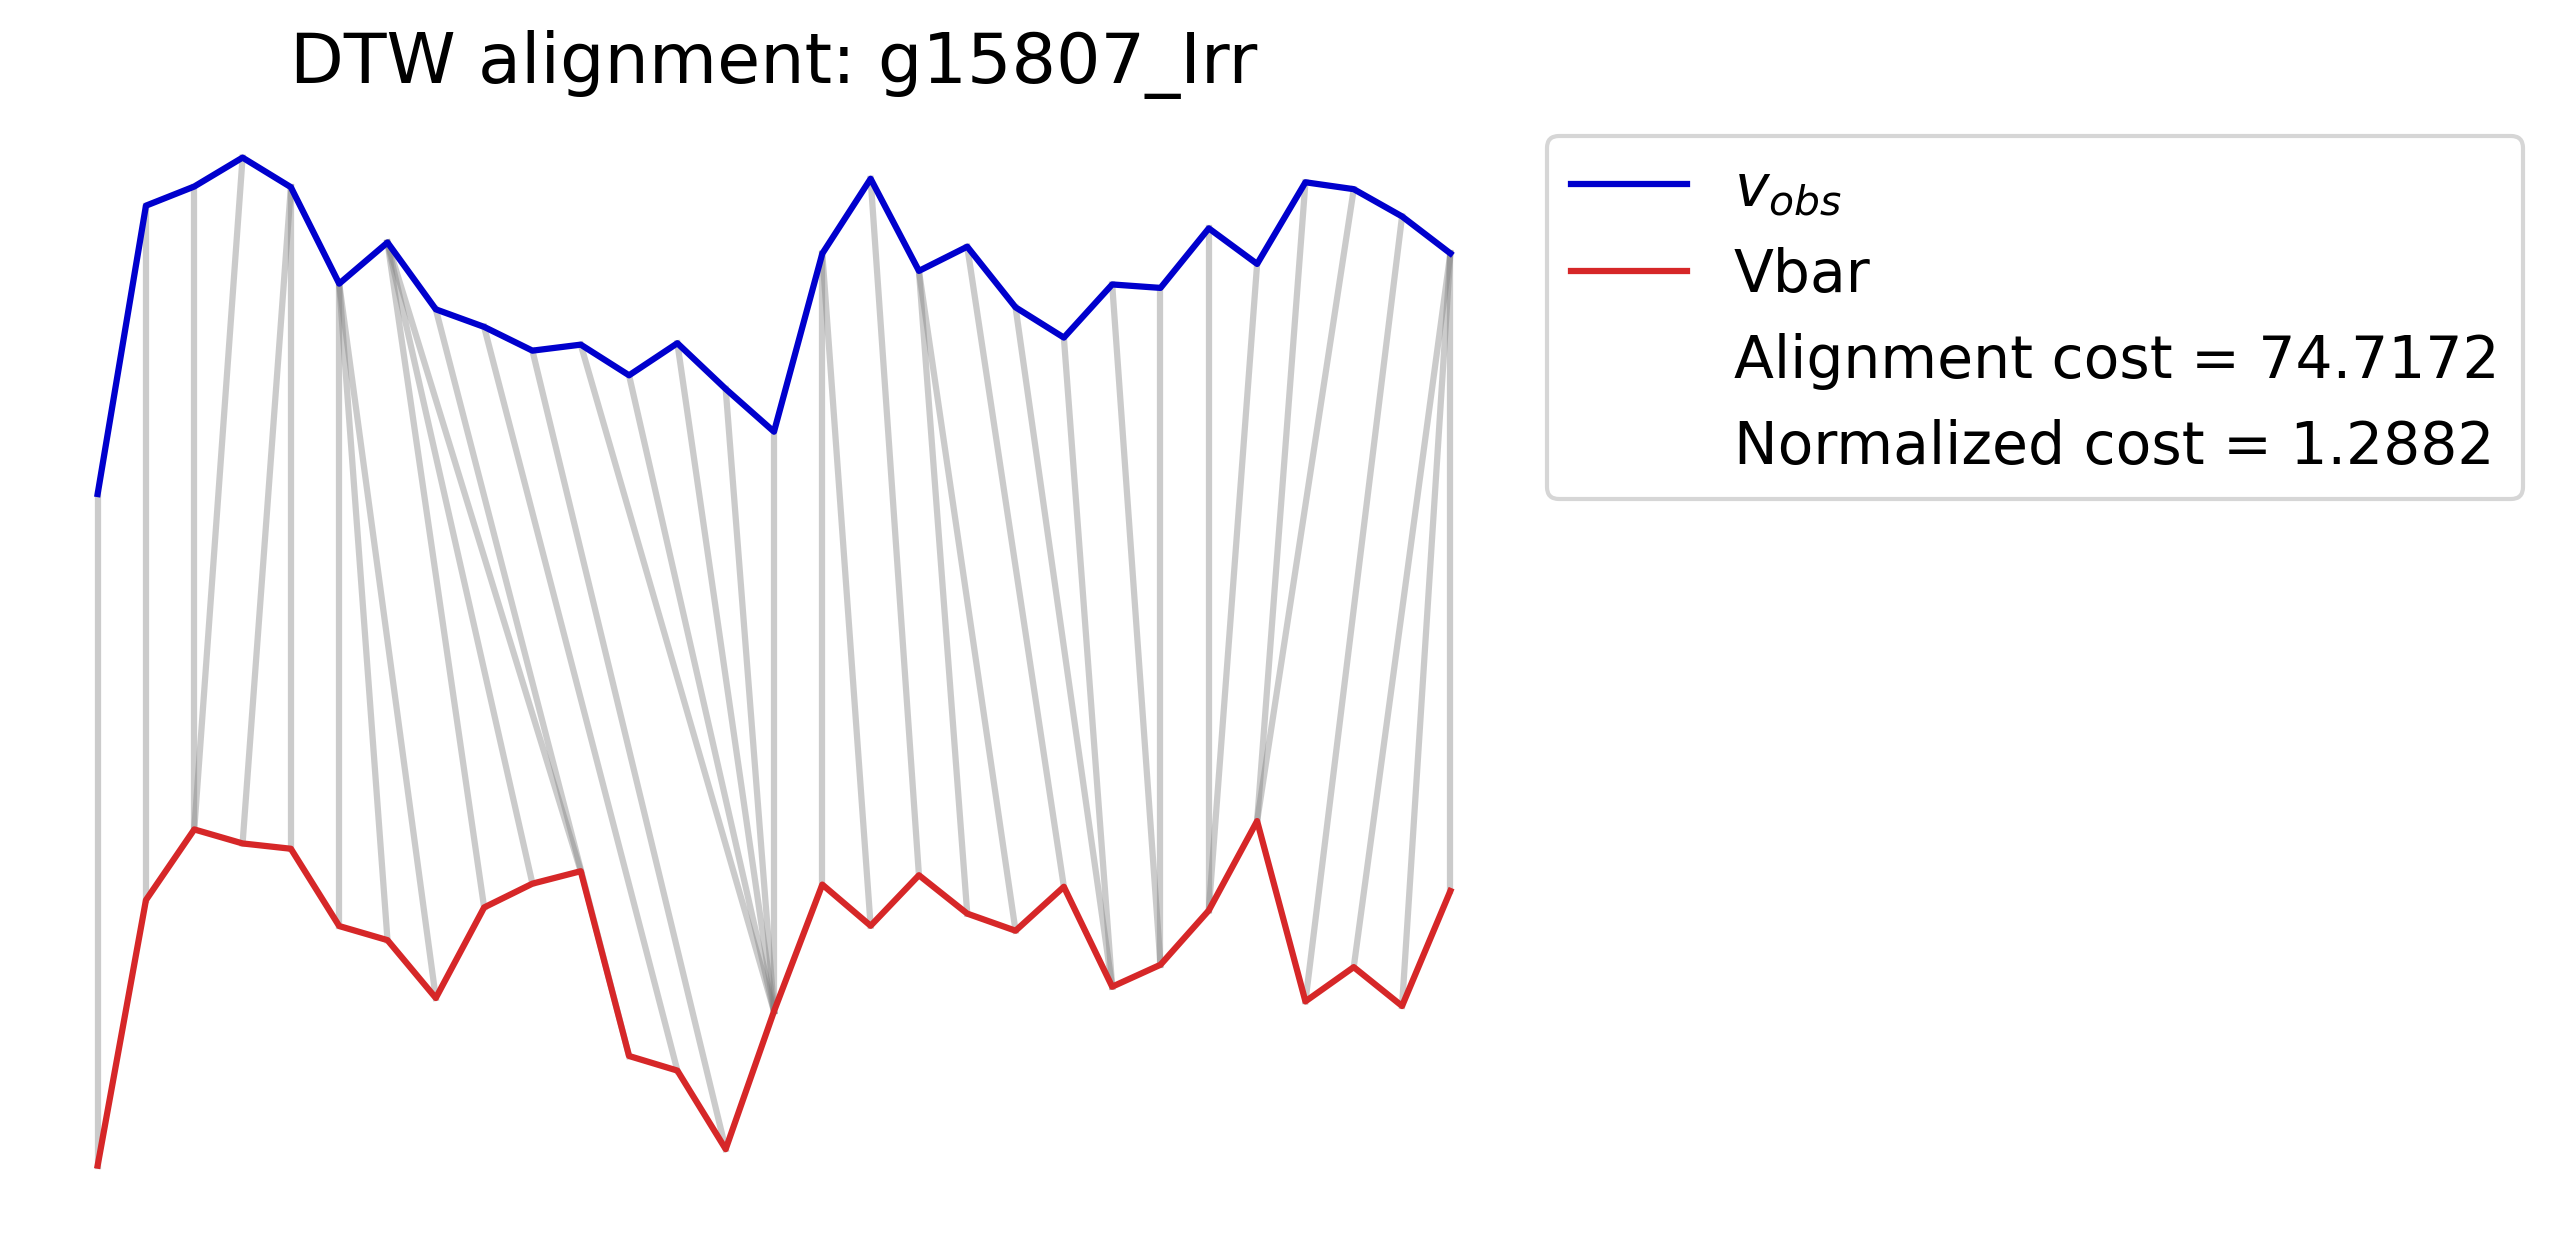 DTW alignment: g15807_Irr
v_obs
Vbar
Alignment cost = 74.7172
Normalized cost = 1.2882